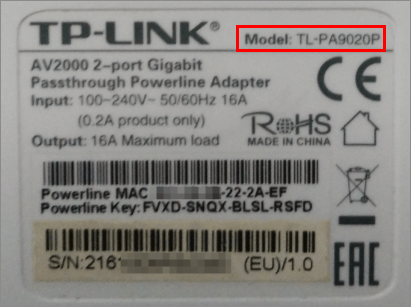 TP-LINK®
Model: TL-PA9020P
AV2000 2-port Gigabit
Passthrough Powerline Adapter
Input: 100-240V~ 50/60Hz 16A
(0.2A product only)
Output: 16A Maximum load
CE
RoHS
MADE IN CHINA
Powerline MAC -22-2A-EF
Powerline Key: FVXD-SNQX-BLSL-RSFD
S/N:216 (EU)/1.0
EAC